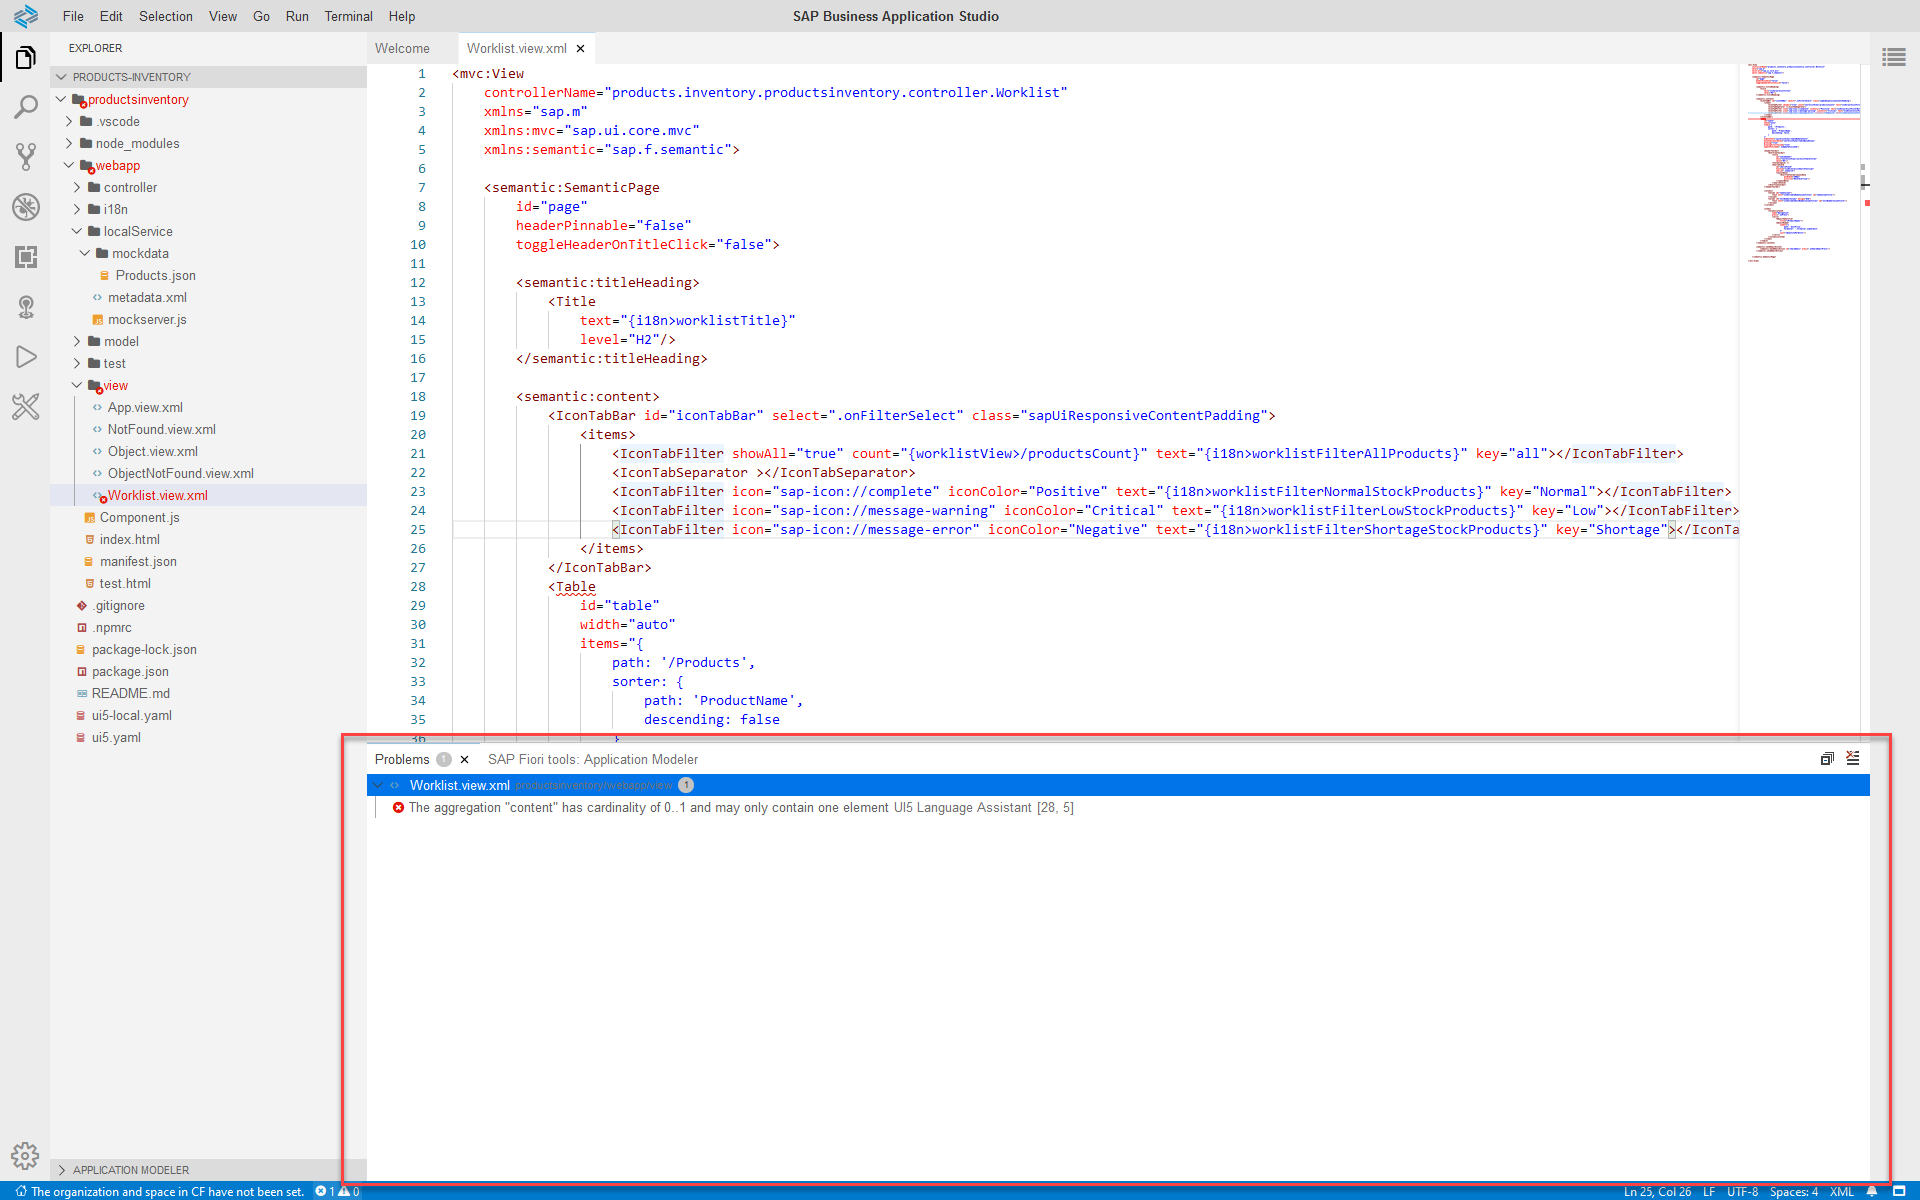 File Edit Selection View Go Run Terminal Help
SAP Business Application Studio
EXPLORER
PRODUCTS-INVENTORY
productsinventory
.vscode
node_modules
webapp
controller
i18n
localService
mockdata
Products.json
metadata.xml
mockserver.js
model
test
view
App.view.xml
NotFound.view.xml
Object.view.xml
ObjectNotFound.view.xml
Worklist.view.xml
Component.js
index.html
manifest.json
test.html
.gitignore
.npmrc
package-lock.json
package.json
README.md
ui5-local.yaml
ui5.yaml
APPLICATION MODELER
Welcome Worklist.view.xml
1 <mvc:View
2 controllerName="products.inventory.productsinventory.controller.Worklist"
3 xmlns="sap.m"
4 xmlns:mvc="sap.ui.core.mvc"
5 xmlns:semantic="sap.f.semantic">
6
7 <semantic:SemanticPage
8 id="page"
9 headerPinnable="false"
10 toggleHeaderOnTitleClick="false">
11
12 <semantic:titleHeading>
13 <Title
14 text="{i18n>worklistTitle}"
15 level="H2"/>
16 </semantic:titleHeading>
17
18 <semantic:content>
19 <IconTabBar id="iconTabBar" select=".onFilterSelect" class="sapUiResponsiveContentPadding">
20 <items>
21 <IconTabFilter showAll="true" count="{worklistView>/productsCount}" text="{i18n>worklistFilterAllProducts}" key="all"></IconTabFilter>
22 <IconTabSeparator ></IconTabSeparator>
23 <IconTabFilter icon="sap-icon://complete" iconColor="Positive" text="{i18n>worklistFilterNormalStockProducts}" key="Normal"></IconTabFilter>
24 <IconTabFilter icon="sap-icon://message-warning" iconColor="Critical" text="{i18n>worklistFilterLowStockProducts}" key="Low"></IconTabFilter>
25 <IconTabFilter icon="sap-icon://message-error" iconColor="Negative" text="{i18n>worklistFilterShortageStockProducts}" key="Shortage"></IconTa
26 </items>
27 </IconTabBar>
28 <Table
29 id="table"
30 width="auto"
31 items="{
32 path: '/Products',
33 sorter: {
34 path: 'ProductName',
35 descending: false
36 }
Problems 1 SAP Fiori tools: Application Modeler
Worklist.view.xml productsinventory/webapp/view 1
The aggregation "content" has cardinality of 0..1 and may only contain one element UI5 Language Assistant [28, 5]
The organization and space in CF have not been set. 1 0
Ln 25, Col 26 LF UTF-8 Spaces: 4 XML